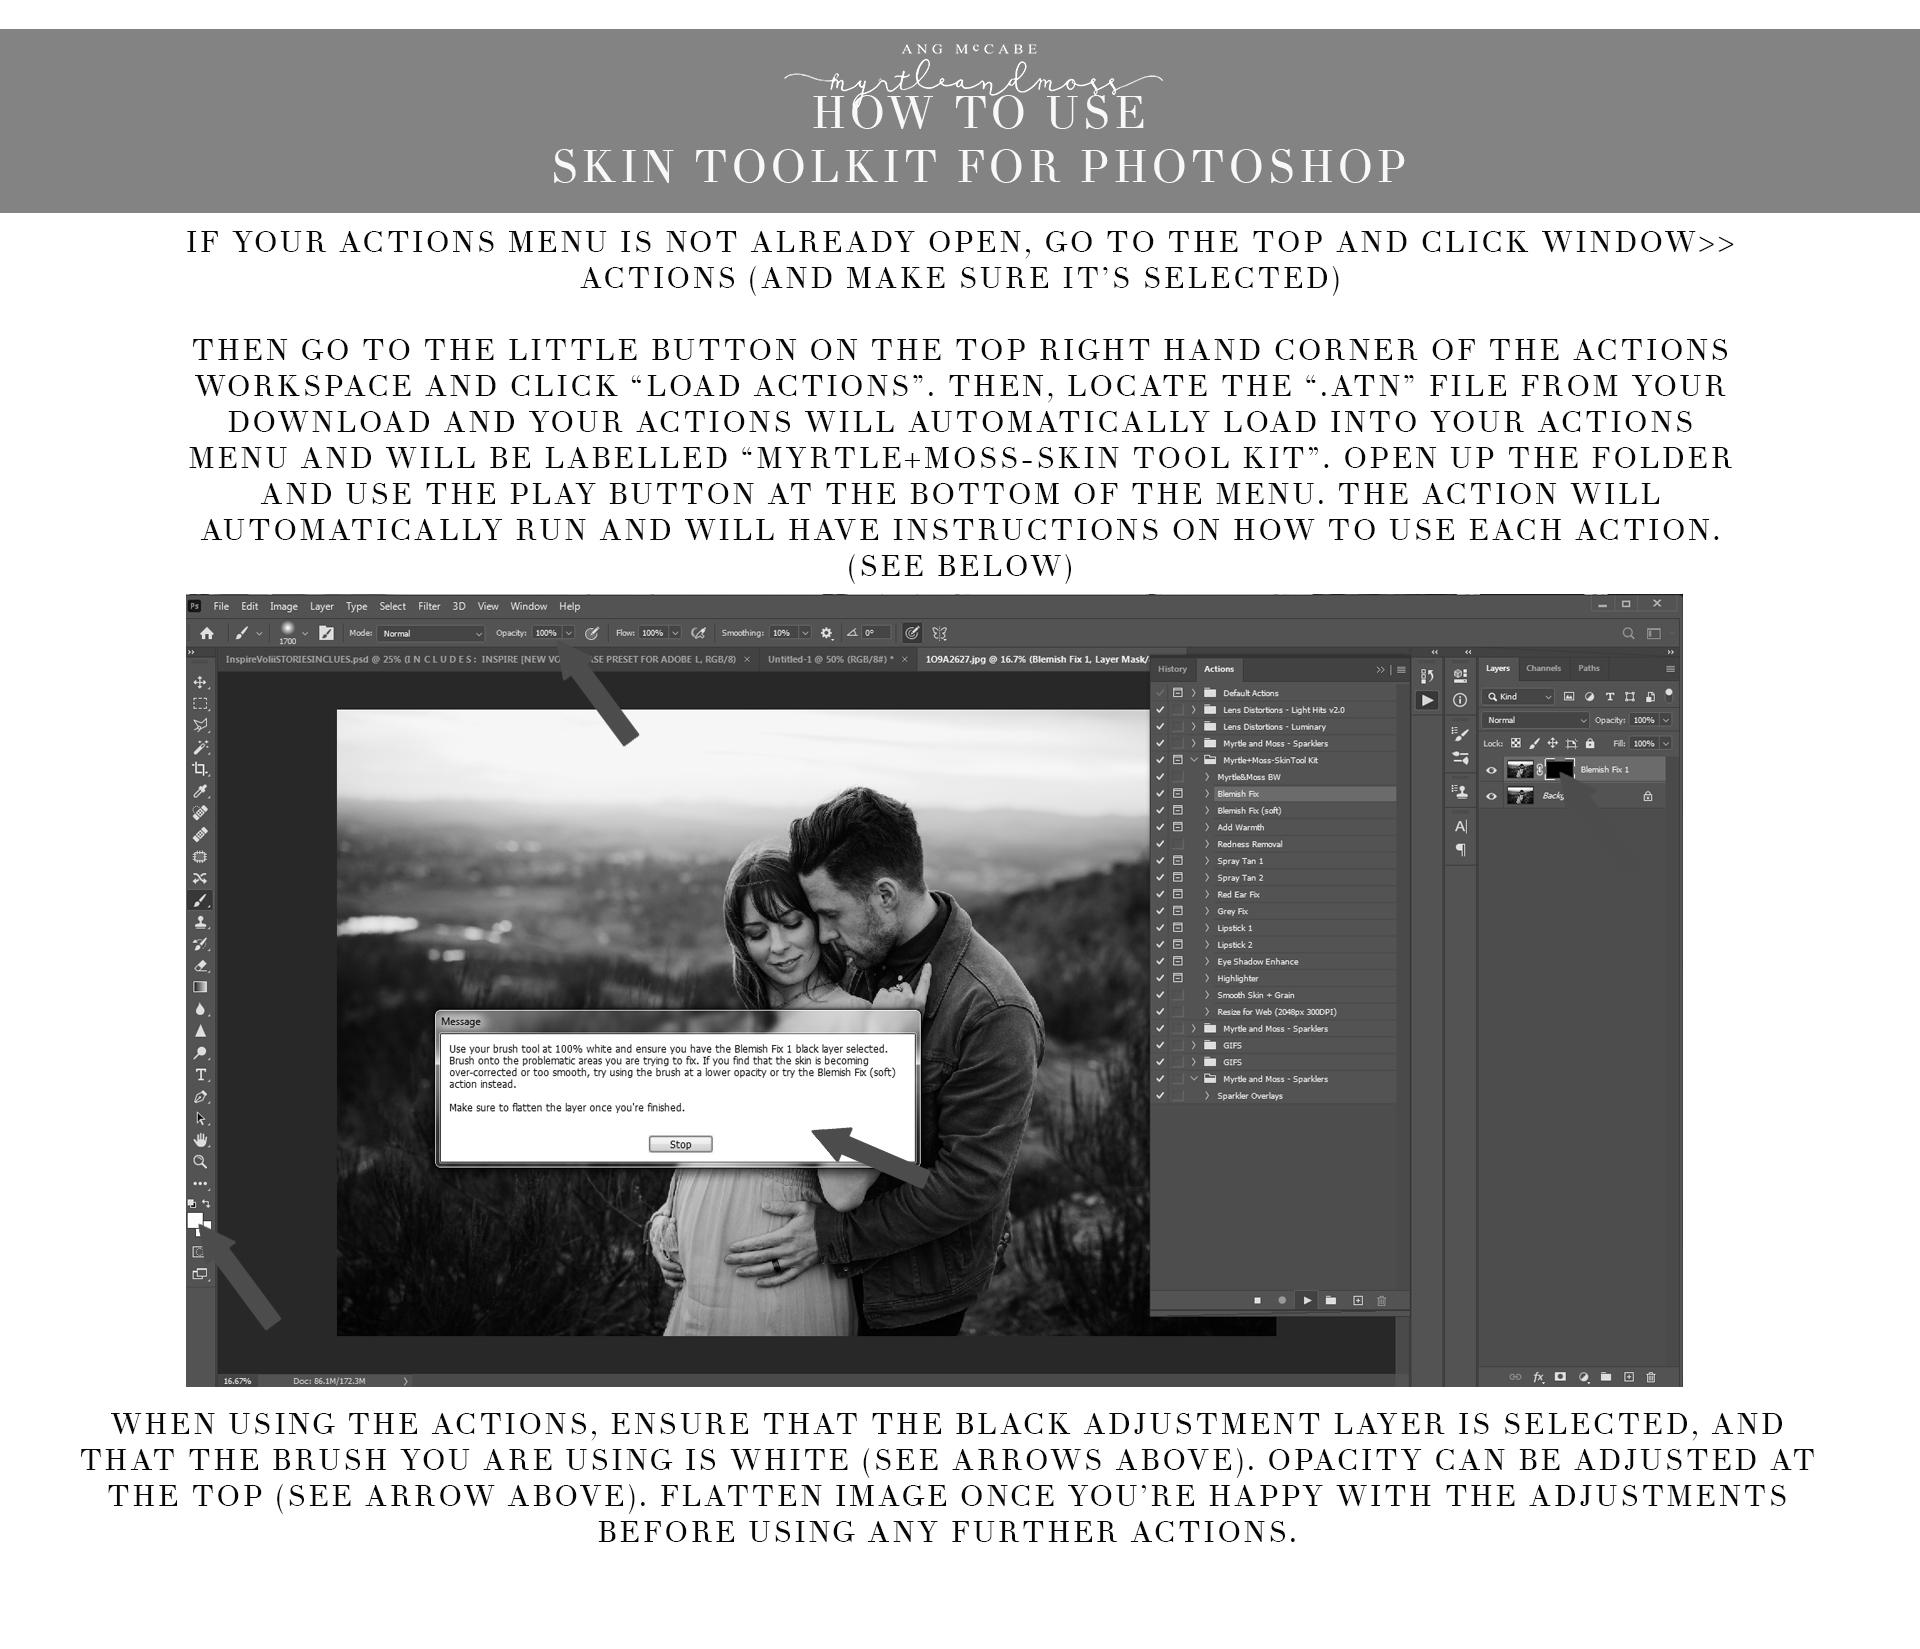 ANG McCABE
myrtleandmoss
HOW TO USE
SKIN TOOLKIT FOR PHOTOSHOP
IF YOUR ACTIONS MENU IS NOT ALREADY OPEN, GO TO THE TOP AND CLICK WINDOW>>
ACTIONS (AND MAKE SURE IT'S SELECTED)
THEN GO TO THE LITTLE BUTTON ON THE TOP RIGHT HAND CORNER OF THE ACTIONS
WORKSPACE AND CLICK “LOAD ACTIONS”. THEN, LOCATE THE “.ATN” FILE FROM YOUR
DOWNLOAD AND YOUR ACTIONS WILL AUTOMATICALLY LOAD INTO YOUR ACTIONS
MENU AND WILL BE LABELLED “MYRTLE+MOSS-SKIN TOOL KIT”. OPEN UP THE FOLDER
AND USE THE PLAY BUTTON AT THE BOTTOM OF THE MENU. THE ACTION WILL
AUTOMATICALLY RUN AND WILL HAVE INSTRUCTIONS ON HOW TO USE EACH ACTION.
(SEE BELOW)
Ps File Edit Image Layer Type Select Filter 3D View Window Help
1700 Mode: Normal Opacity: 100% Flow: 100% Smoothing: 10% 0°
InspireVoliiSTORIESINCLUES.psd @ 25% (I N C L U D E S : INSPIRE [NEW VO ASE PRESET FOR ADOBE L, RGB/8) × Untitled-1 @ 50% (RGB/8#) * × 1O9A2627.jpg @ 16.7% (Blemish Fix 1, Layer Mask/
History Actions
Default Actions
Lens Distortions - Light Hits v2.0
Lens Distortions - Luminary
Myrtle and Moss - Sparklers
Myrtle+Moss-SkinTool Kit
Myrtle&Moss BW
Blemish Fix
Blemish Fix (soft)
Add Warmth
Redness Removal
Spray Tan 1
Spray Tan 2
Red Ear Fix
Grey Fix
Lipstick 1
Lipstick 2
Eye Shadow Enhance
Highlighter
Smooth Skin + Grain
Resize for Web (2048px 300DPI)
Myrtle and Moss - Sparklers
GIFS
GIFS
Myrtle and Moss - Sparklers
Sparkler Overlays
Layers Channels Paths
Kind
Normal Opacity: 100%
Lock: Fill: 100%
Blemish Fix 1
Message
Use your brush tool at 100% white and ensure you have the Blemish Fix 1 black layer selected.
Brush onto the problematic areas you are trying to fix. If you find that the skin is becoming
over-corrected or too smooth, try using the brush at a lower opacity or try the Blemish Fix (soft)
action instead.
Make sure to flatten the layer once you're finished.
Stop
16.67% Doc: 86.1M/172.3M
WHEN USING THE ACTIONS, ENSURE THAT THE BLACK ADJUSTMENT LAYER IS SELECTED, AND
THAT THE BRUSH YOU ARE USING IS WHITE (SEE ARROWS ABOVE). OPACITY CAN BE ADJUSTED AT
THE TOP (SEE ARROW ABOVE). FLATTEN IMAGE ONCE YOU'RE HAPPY WITH THE ADJUSTMENTS
BEFORE USING ANY FURTHER ACTIONS.